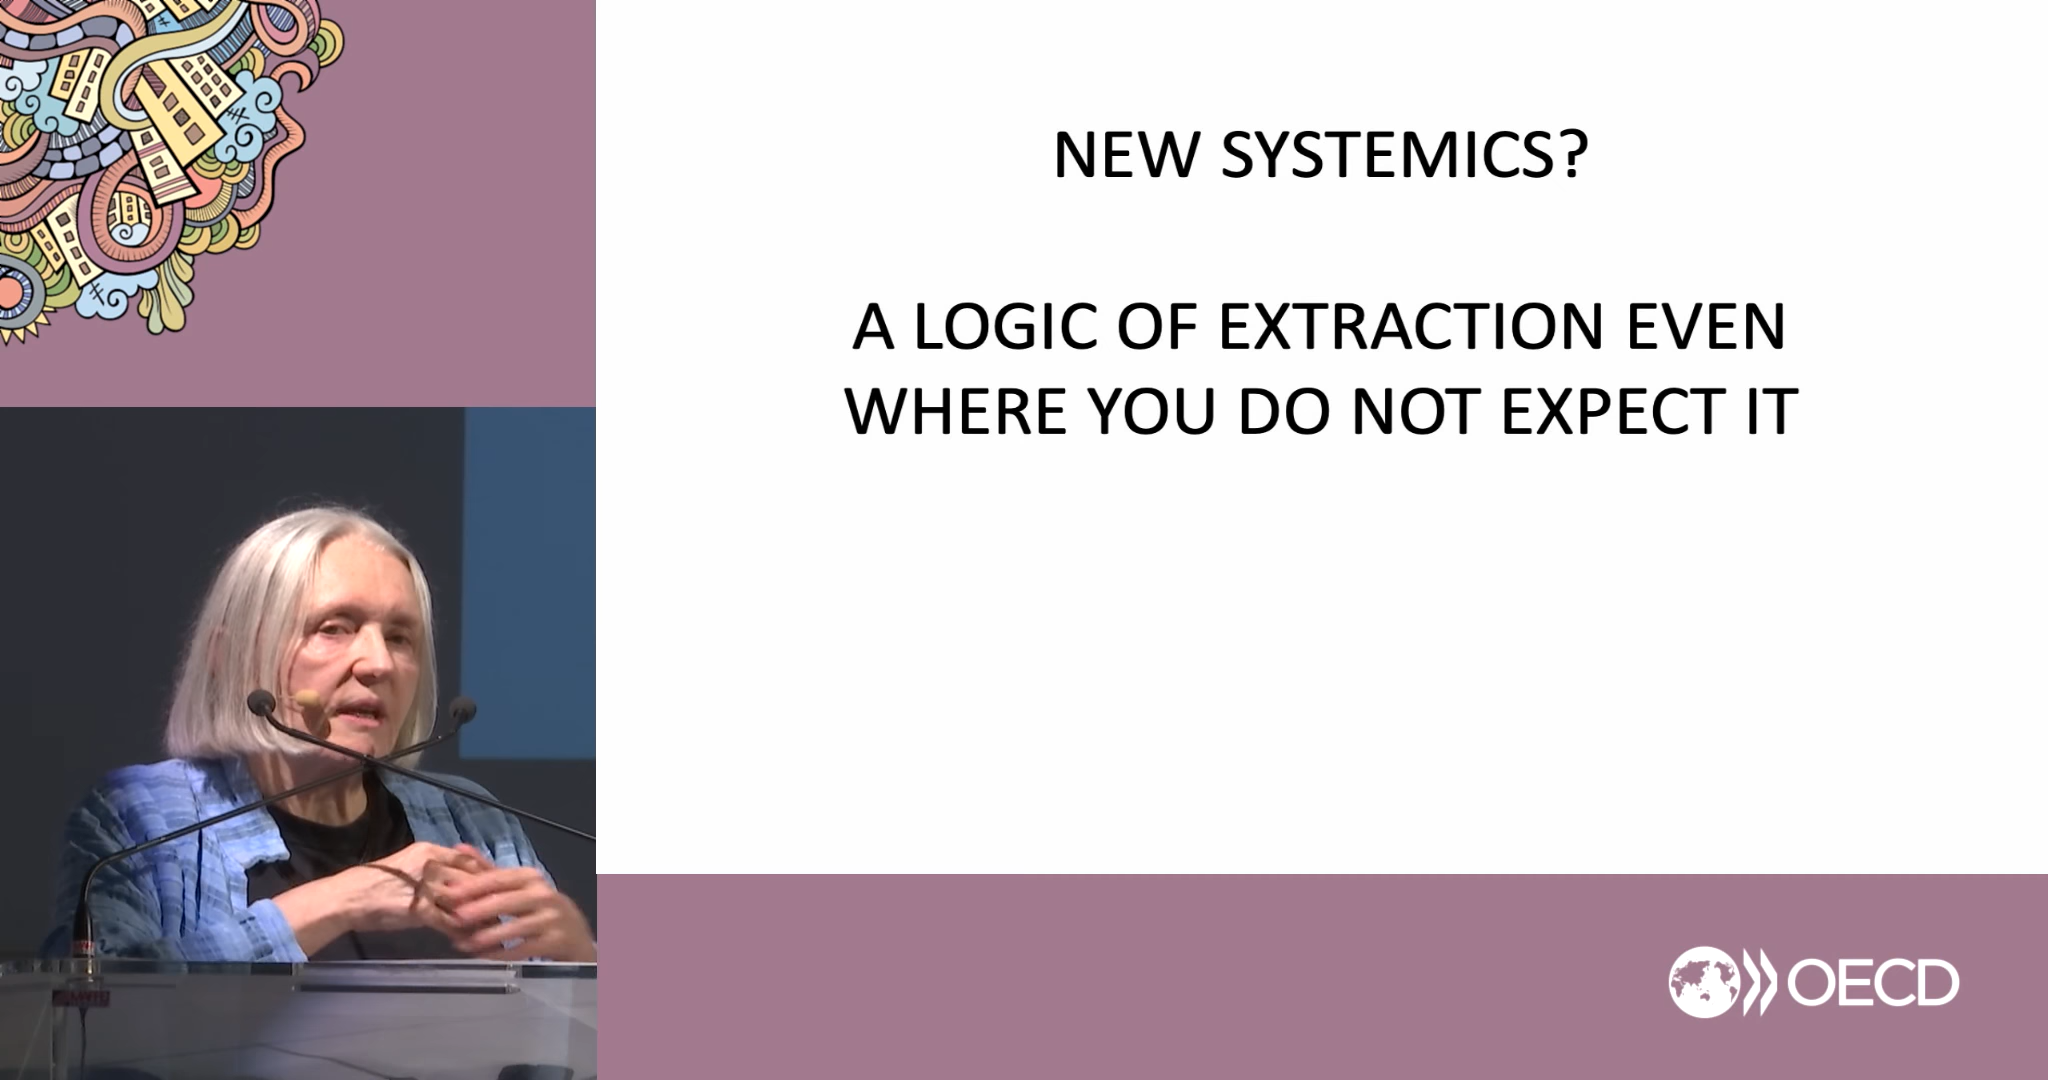 NEW SYSTEMICS?
A LOGIC OF EXTRACTION EVEN
WHERE YOU DO NOT EXPECT IT
OECD